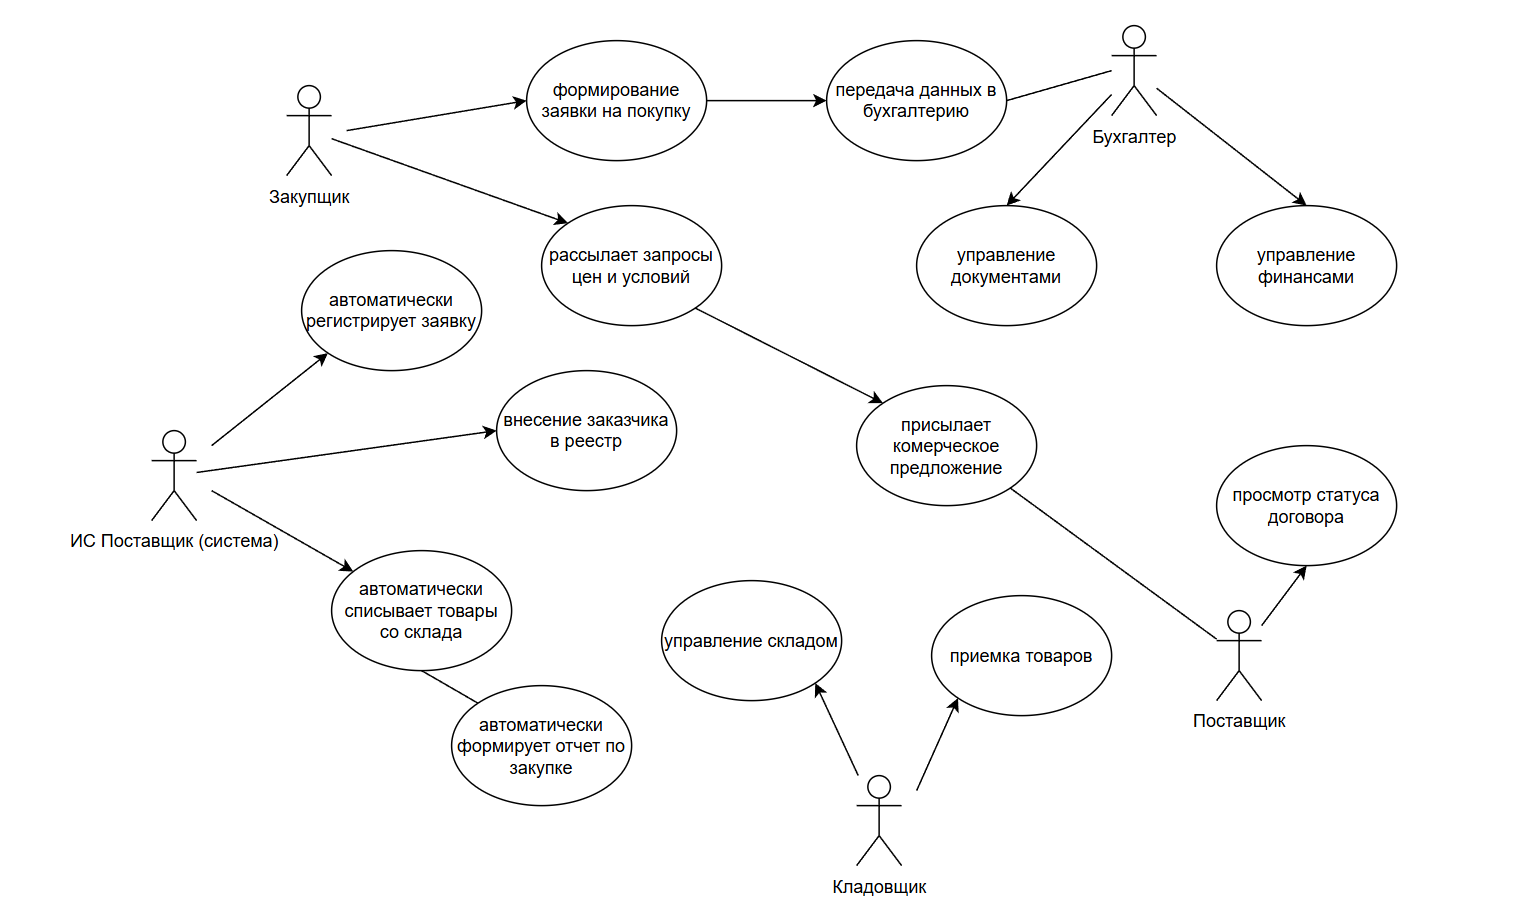 формирование
заявки на покупку
передача данных в
бухгалтерию
Бухгалтер
Закупщик
рассылает запросы
цен и условий
управление
документами
управление
финансами
автоматически
регистрирует заявку
внесение заказчика
в реестр
присылает
комерческое
предложение
просмотр статуса
договора
ИС Поставщик (система)
автоматически
списывает товары
со склада
управление складом
приемка товаров
Поставщик
автоматически
формирует отчет по
закупке
Кладовщик